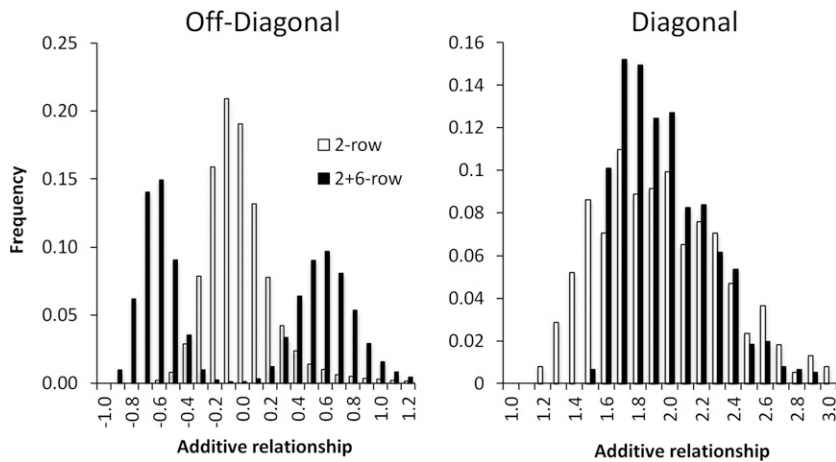 Off-Diagonal
0.25
0.20
0.15
0.10
0.05
0.00
Frequency
2-row
2+6-row
-1.0 -0.8 -0.6 -0.4 -0.2 0.0 0.2 0.4 0.6 0.8 1.0 1.2
Additive relationship
Diagonal
0.16
0.14
0.12
0.1
0.08
0.06
0.04
0.02
0
1.0 1.2 1.4 1.6 1.8 2.0 2.2 2.4 2.6 2.8 3.0
Additive relationship